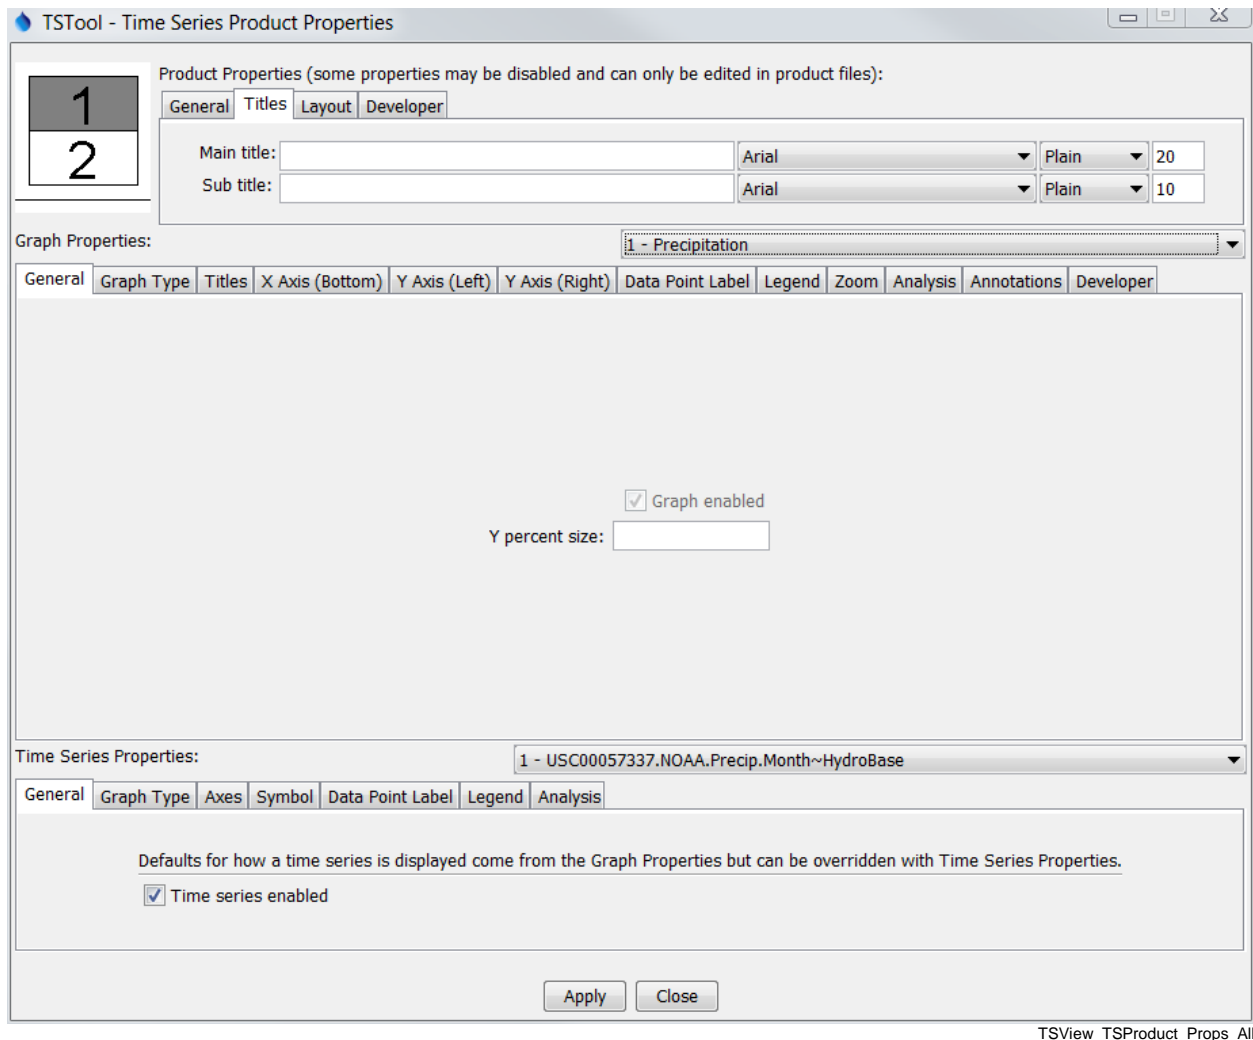 TSTool - Time Series Product Properties
Product Properties (some properties may be disabled and can only be edited in product files):
1
2
General Titles Layout Developer
Main title: Arial Plain 20
Sub title: Arial Plain 10
Graph Properties: 1 - Precipitation
General Graph Type Titles X Axis (Bottom) Y Axis (Left) Y Axis (Right) Data Point Label Legend Zoom Analysis Annotations Developer
Graph enabled
Y percent size:
Time Series Properties: 1 - USC00057337.NOAA.Precip.Month~HydroBase
General Graph Type Axes Symbol Data Point Label Legend Analysis
Defaults for how a time series is displayed come from the Graph Properties but can be overridden with Time Series Properties.
Time series enabled
Apply Close
TSView_TSProduct_Props_All